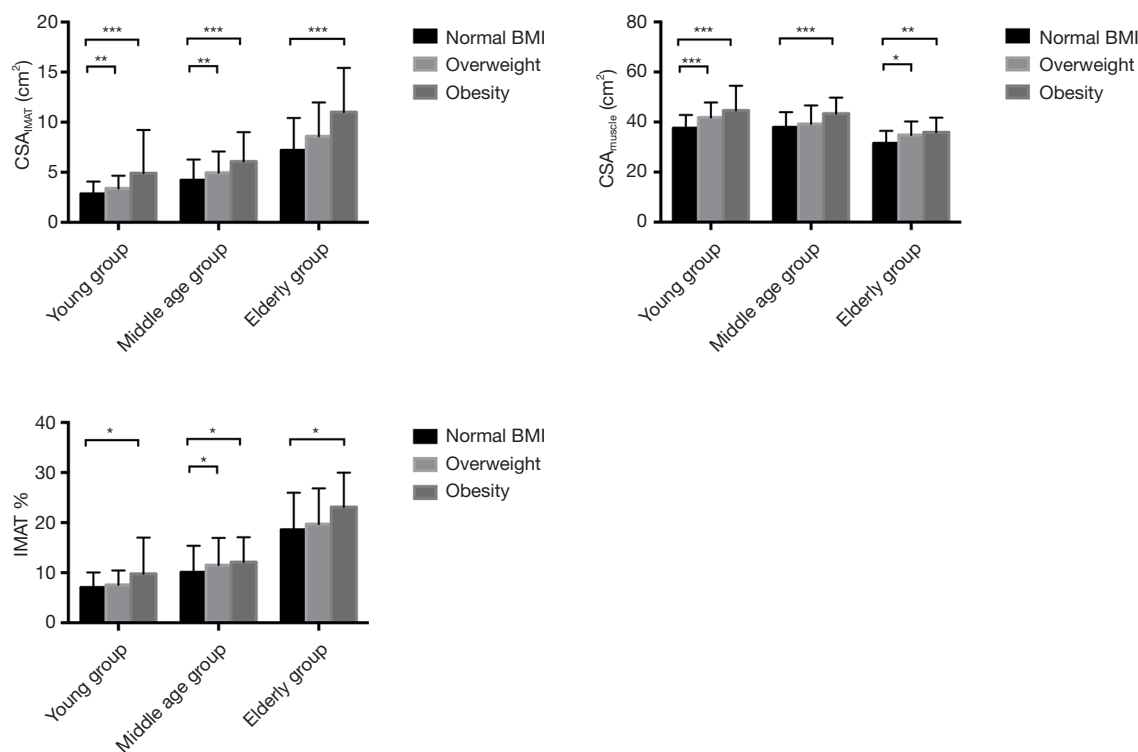 CSA_IMAT (cm²)
20
15
10
5
0
***
**
***
**
***
Young group
Middle age group
Elderly group
Normal BMI
Overweight
Obesity
CSA_muscle (cm²)
80
60
40
20
0
***
***
***
**
*
Young group
Middle age group
Elderly group
Normal BMI
Overweight
Obesity
IMAT %
40
30
20
10
0
*
*
*
*
Young group
Middle age group
Elderly group
Normal BMI
Overweight
Obesity